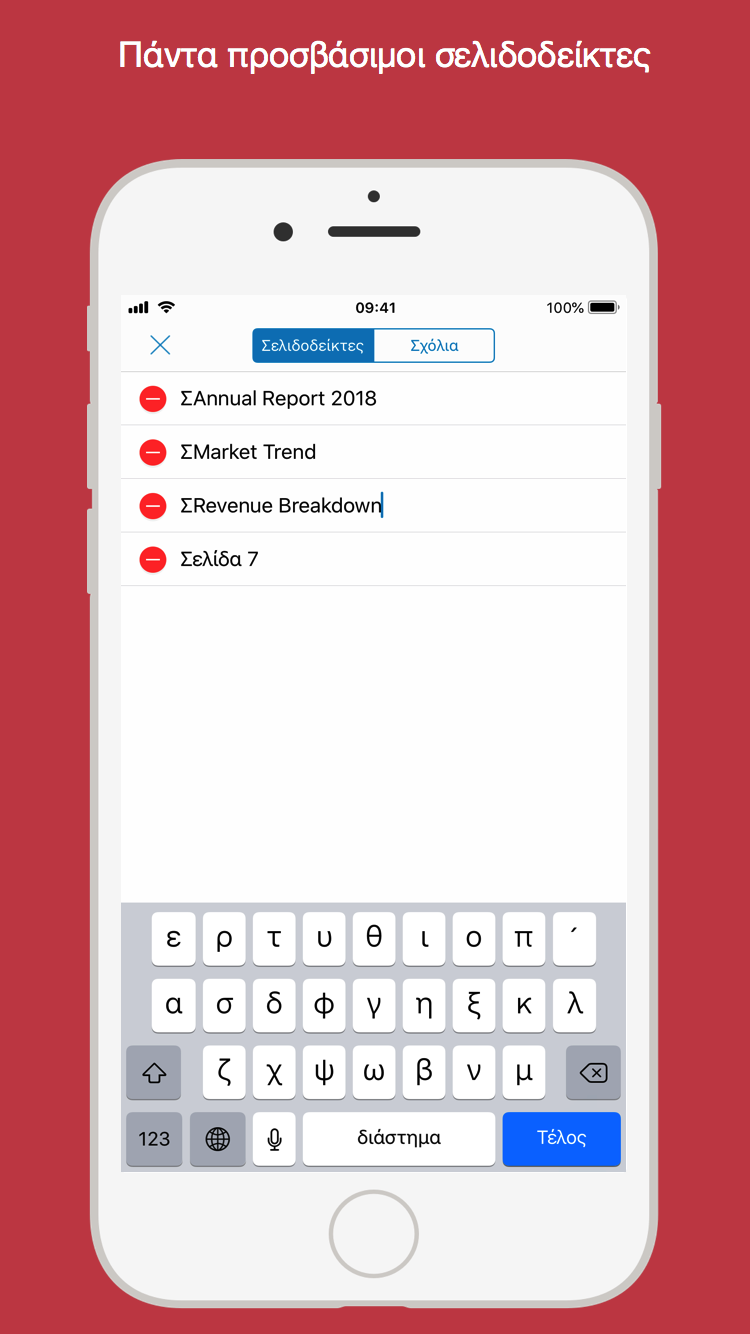 Πάντα προσβάσιμοι σελιδοδείκτες
09:41
100%
Σελιδοδείκτες Σχόλια
ΣAnnual Report 2018
ΣMarket Trend
ΣRevenue Breakdown
Σελίδα 7
ε ρ τ υ θ ι ο π ´
α σ δ φ γ η ξ κ λ
ζ χ ψ ω β ν μ
123 διάστημα Τέλος